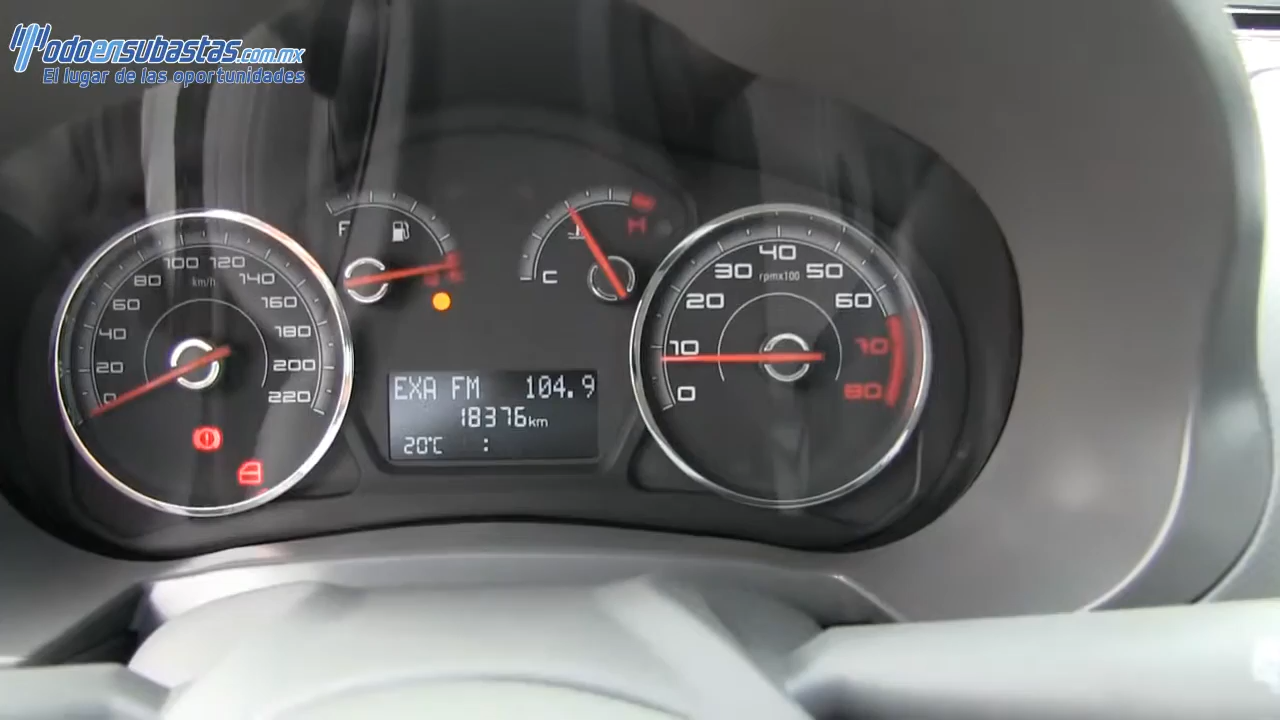 Todoensubastas.com.mx
El lugar de las oportunidades
0 20 40 60 80 100 120 140 160 180 200 220
km/h
F
C H
0 10 20 30 40 50 60 70 80
rpmx100
EXA FM 104.9
18376km
20°C :